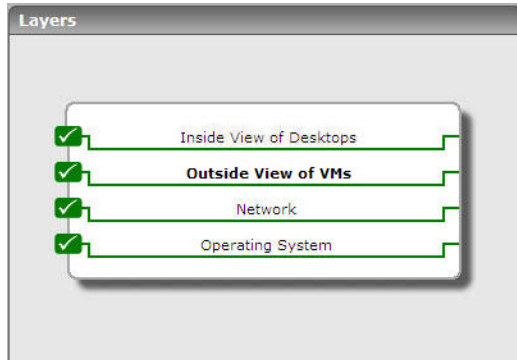 Layers
Inside View of Desktops
Outside View of VMs
Network
Operating System